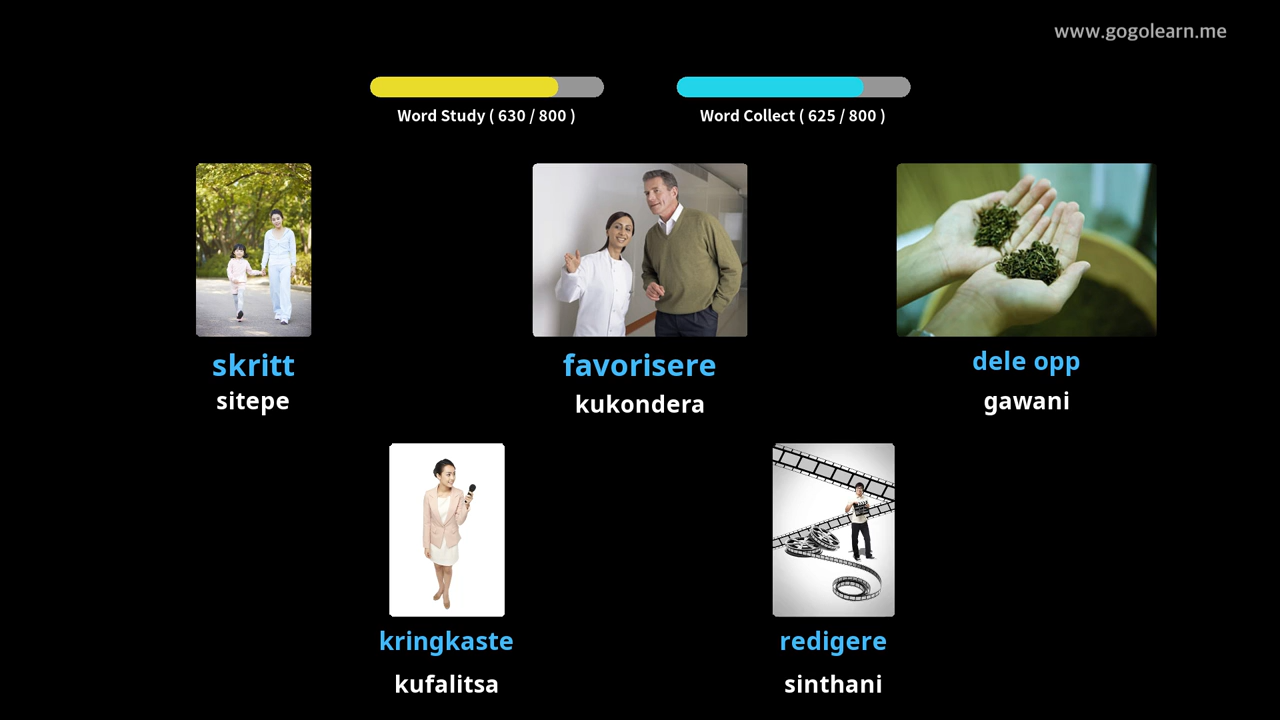 www.gogolearn.me
Word Study ( 630 / 800 )
Word Collect ( 625 / 800 )
skritt
sitepe
favorisere
kukondera
dele opp
gawani
kringkaste
kufalitsa
redigere
sinthani